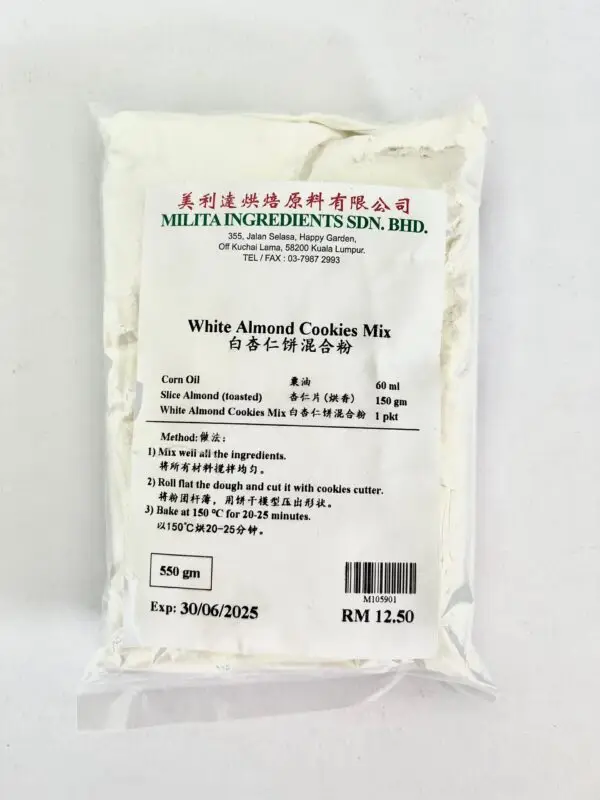 美利達烘焙原料有限公司
MILITA INGREDIENTS SDN. BHD.
355, Jalan Selasa, Happy Garden,
Off Kuchai Lama, 58200 Kuala Lumpur.
TEL / FAX : 03-7987 2993
White Almond Cookies Mix
白杏仁饼混合粉
Corn Oil 粟油 60 ml
Slice Almond (toasted) 杏仁片(烘香) 150 gm
White Almond Cookies Mix 白杏仁饼混合粉 1 pkt
Method: 做法:
1) Mix well all the ingredients.
将所有材料搅拌均匀。
2) Roll flat the dough and cut it with cookies cutter.
将粉团杆薄，用饼干模型压出形状。
3) Bake at 150 °C for 20-25 minutes.
以150°C烘20-25分钟。
550 gm
M105901
Exp: 30/06/2025 RM 12.50